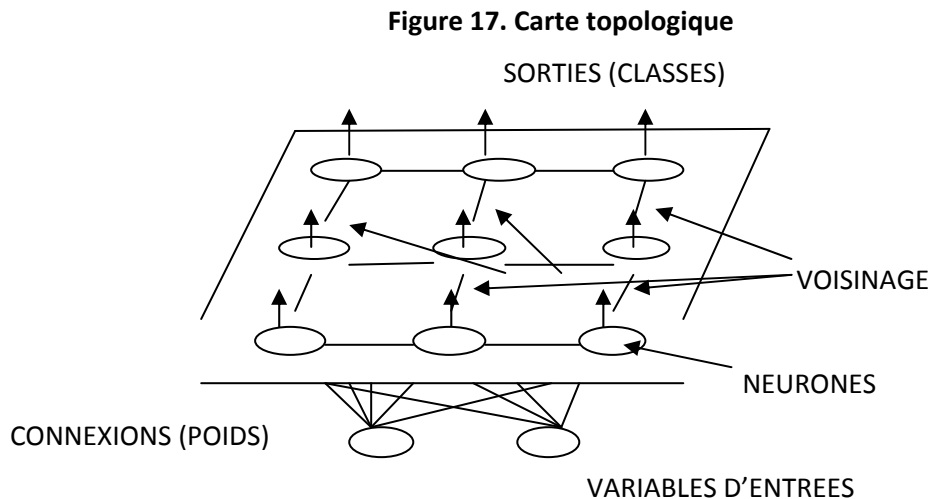 Figure 17. Carte topologique
SORTIES (CLASSES)
VOISINAGE
NEURONES
CONNEXIONS (POIDS)
VARIABLES D’ENTREES